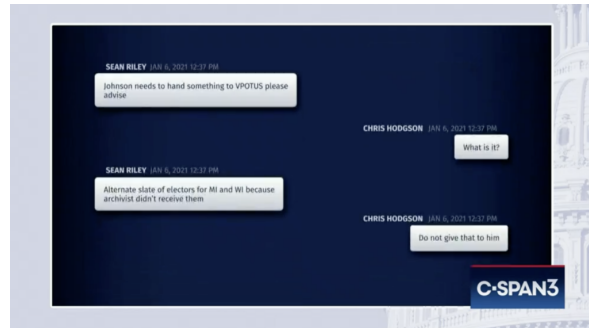 SEAN RILEY JAN 6, 2021 12:37 PM
Johnson needs to hand something to VPOTUS please
advise
CHRIS HODGSON JAN 6, 2021 12:37 PM
What is it?
SEAN RILEY JAN 6, 2021 12:37 PM
Alternate slate of electors for MI and WI because
archivist didn't receive them
CHRIS HODGSON JAN 6, 2021 12:37 PM
Do not give that to him
C-SPAN3